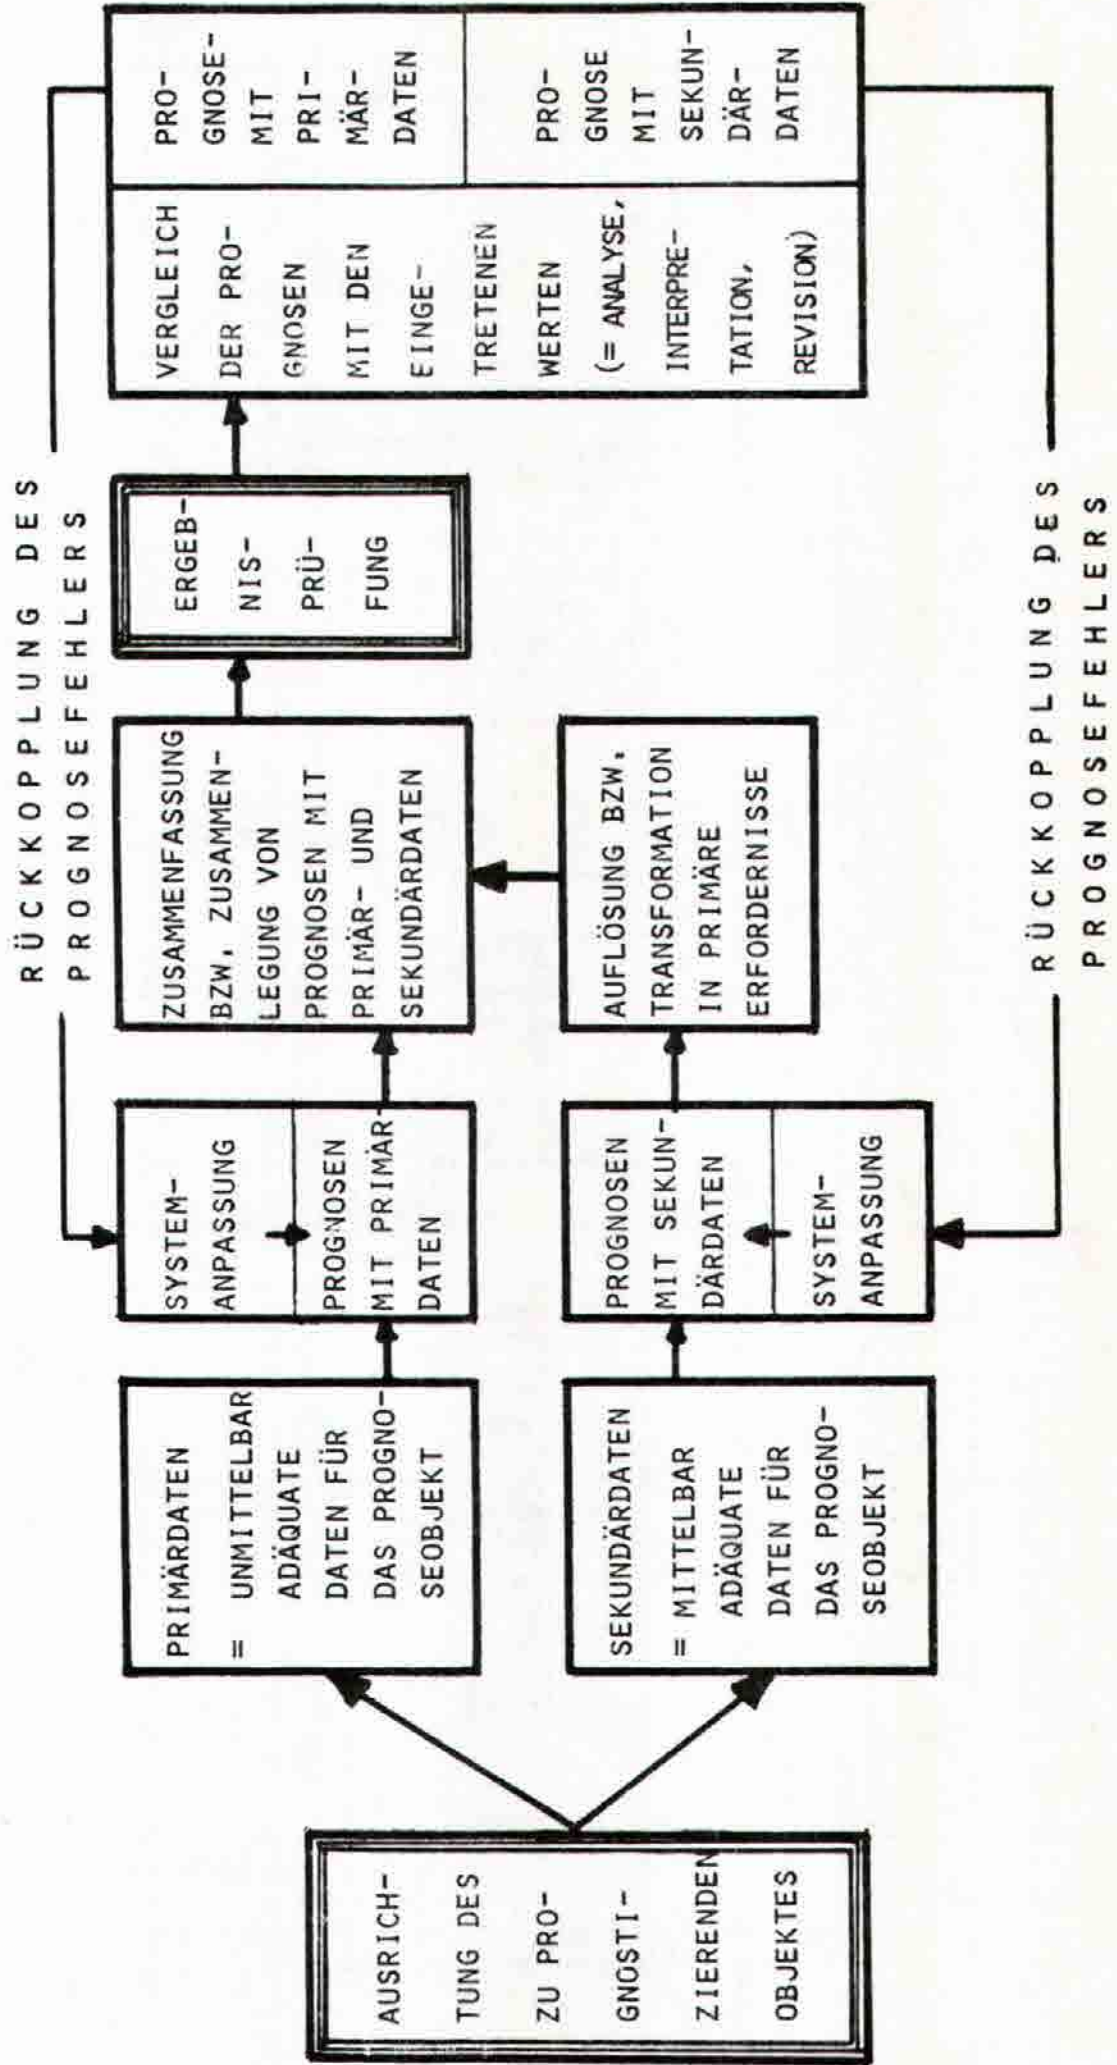 RÜCKKOPPLUNG DES
PROGNOSEFEHLERS
AUSRICH-
TUNG DES
ZU PRO-
GNOSTI-
ZIERENDEN
OBJEKTES
PRIMÄRDATEN
= UNMITTELBAR
ADÄQUATE
DATEN FÜR
DAS PROGNO-
SEOBJEKT
SYSTEM-
ANPASSUNG
PROGNOSEN
MIT PRIMÄR-
DATEN
ZUSAMMENFASSUNG
BZW. ZUSAMMEN-
LEGUNG VON
PROGNOSEN MIT
PRIMÄR- UND
SEKUNDÄRDATEN
ERGEB-
NIS-
PRÜ-
FUNG
VERGLEICH
DER PRO-
GNOSEN
MIT DEN
EINGE-
TRETENEN
WERTEN
(= ANALYSE,
INTERPRE-
TATION,
REVISION)
PRO-
GNOSE-
MIT
PRI-
MÄR-
DATEN
PRO-
GNOSE
MIT
SEKUN-
DÄR-
DATEN
SEKUNDÄRDATEN
= MITTELBAR
ADÄQUATE
DATEN FÜR
DAS PROGNO-
SEOBJEKT
PROGNOSEN
MIT SEKUN-
DÄRDATEN
SYSTEM-
ANPASSUNG
AUFLÖSUNG BZW.
TRANSFORMATION
IN PRIMÄRE
ERFORDERNISSE
RÜCKKOPPLUNG DES
PROGNOSEFEHLERS